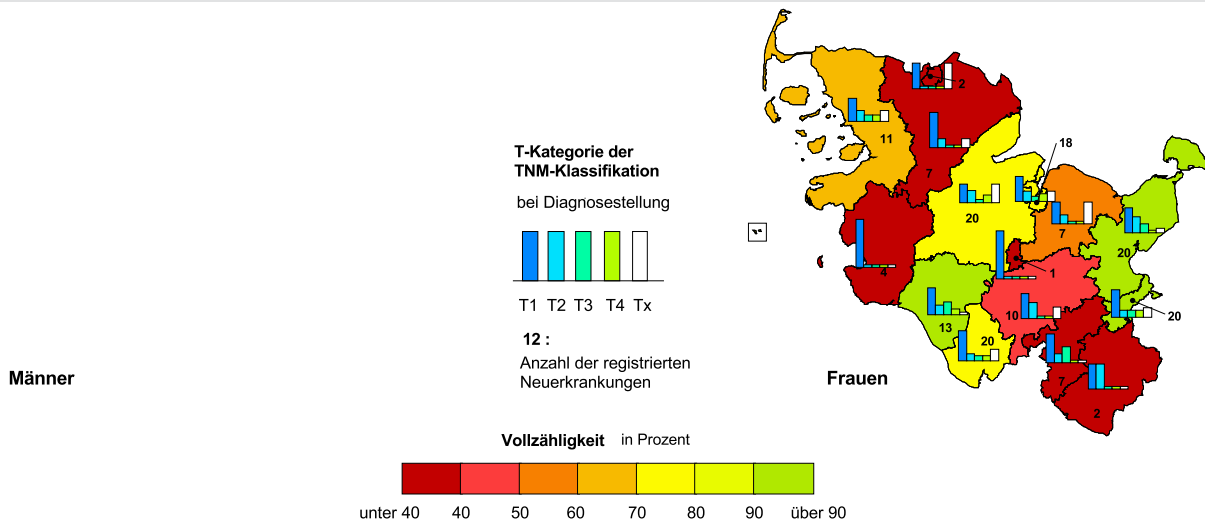 2
18
11
7
20
7
20
4
1
10
20
13
20
7
2
T-Kategorie der
TNM-Klassifikation
bei Diagnosestellung
T1 T2 T3 T4 Tx
12 :
Anzahl der registrierten
Neuerkrankungen
Männer
Frauen
Vollzähligkeit in Prozent
unter 40 40 50 60 70 80 90 über 90